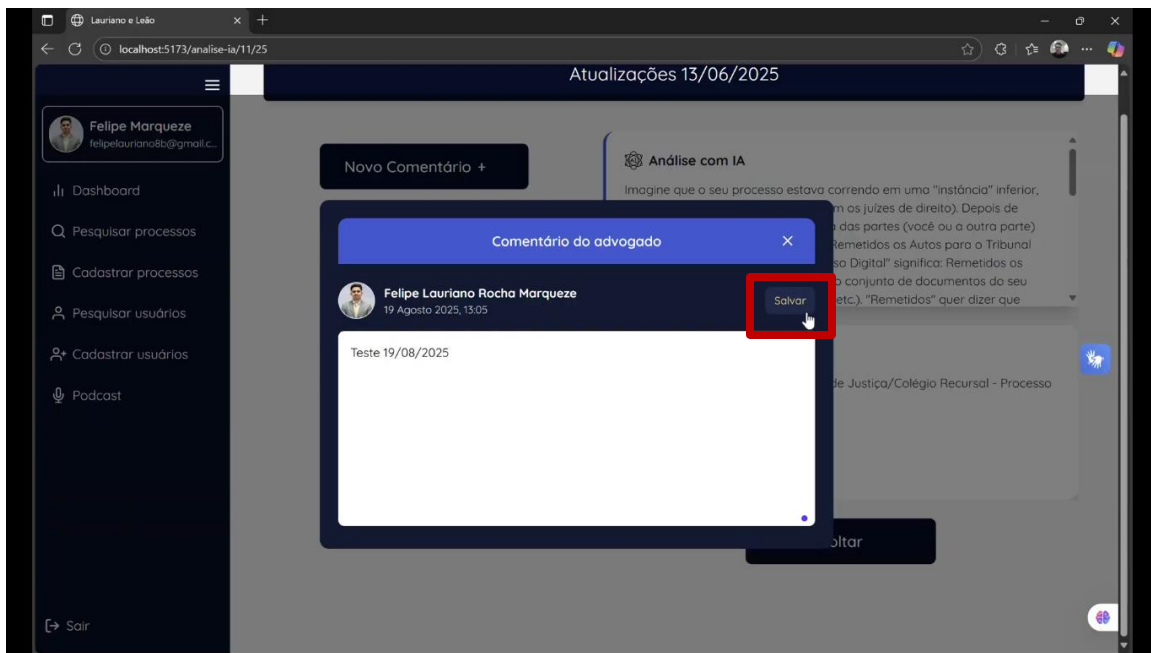 Lauriano e Leão
localhost:5173/analise-ia/11/25
Atualizações 13/06/2025
Felipe Marqueze
felipelauriano8b@gmail.c...
Dashboard
Pesquisar processos
Cadastrar processos
Pesquisar usuários
Cadastrar usuários
Podcast
Sair
Novo Comentário +
Análise com IA
Imagine que o seu processo estava correndo em uma "instância" inferior,
m os juízes de direito). Depois de
das partes (você ou a outra parte)
Remetidos os Autos para o Tribunal
so Digital" significa: Remetidos os
o conjunto de documentos do seu
etc.). "Remetidos" quer dizer que
Comentário do advogado
Felipe Lauriano Rocha Marqueze
19 Agosto 2025, 13:05
Salvar
Teste 19/08/2025
de Justiça/Colégio Recursal - Processo
oltar